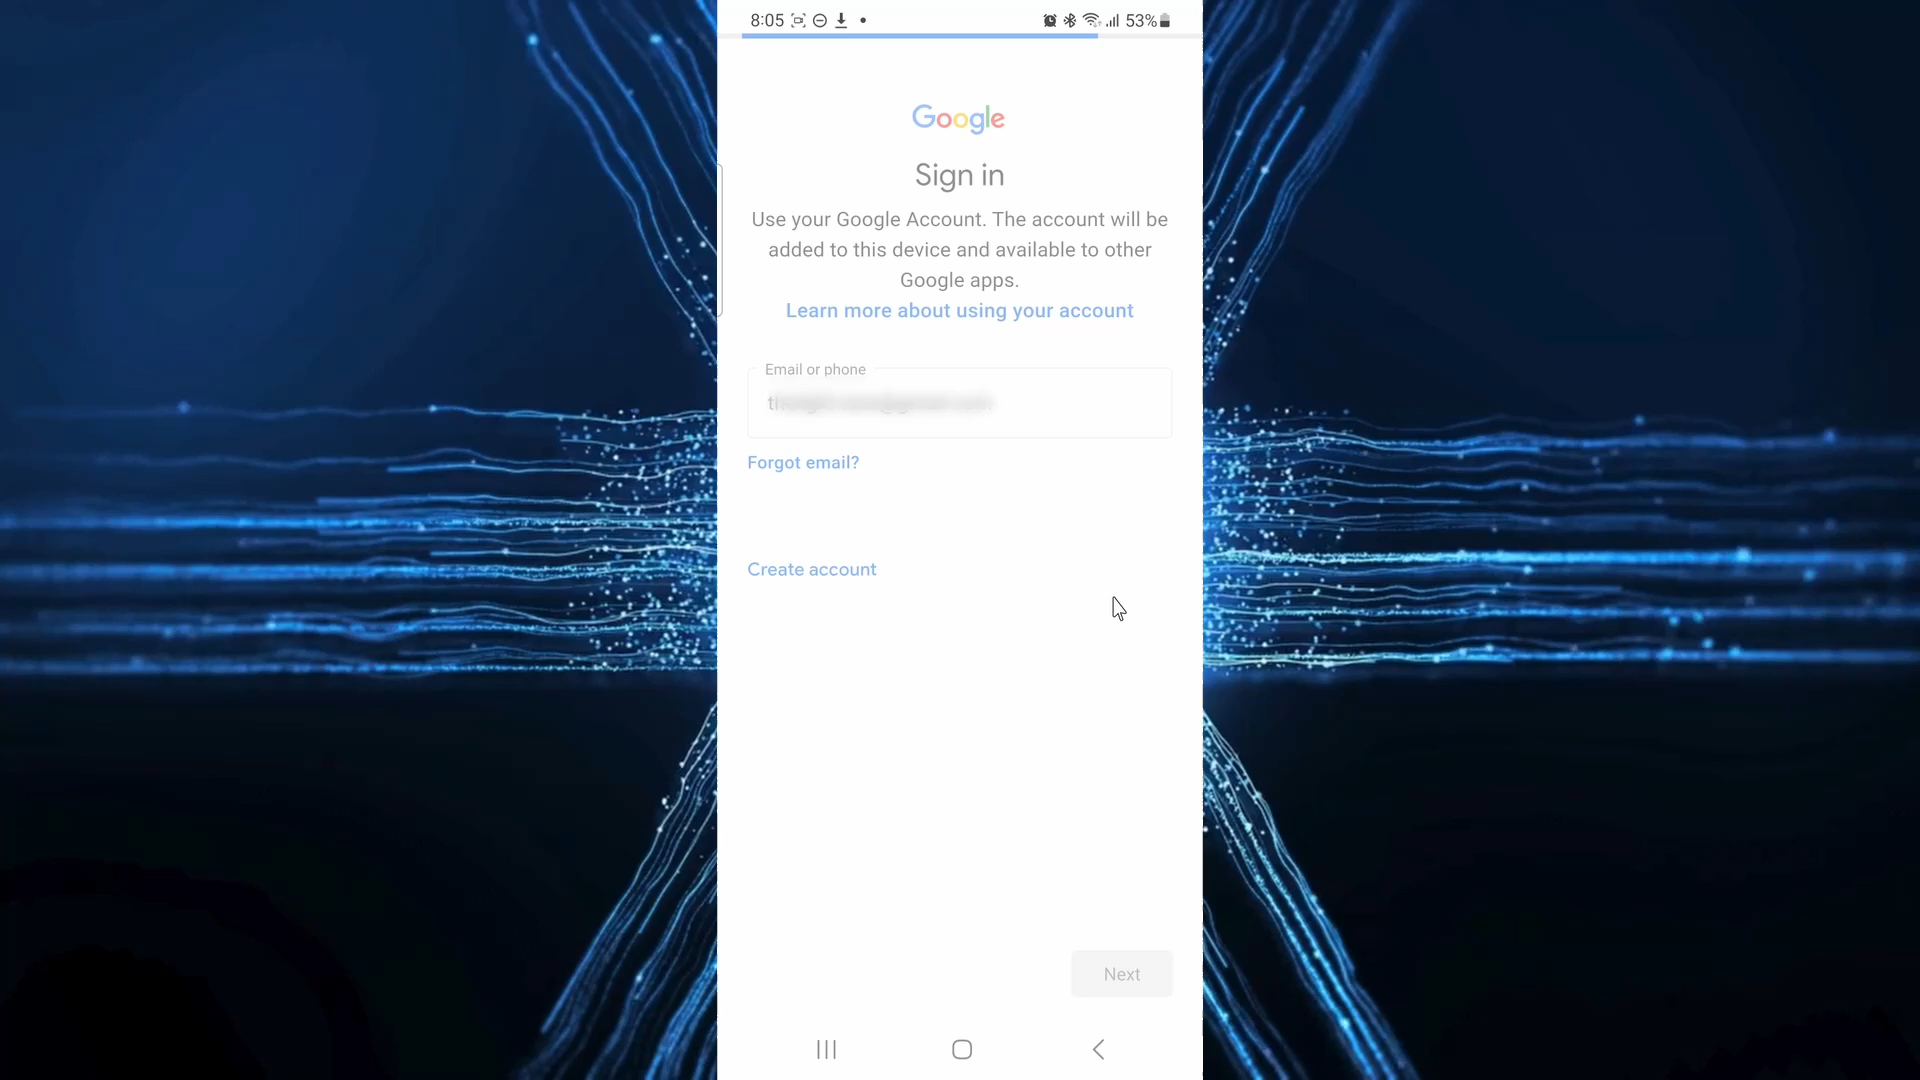 8:05
53%
Google
Sign in
Use your Google Account. The account will be
added to this device and available to other
Google apps.
Learn more about using your account
Email or phone
Forgot email?
Create account
Next